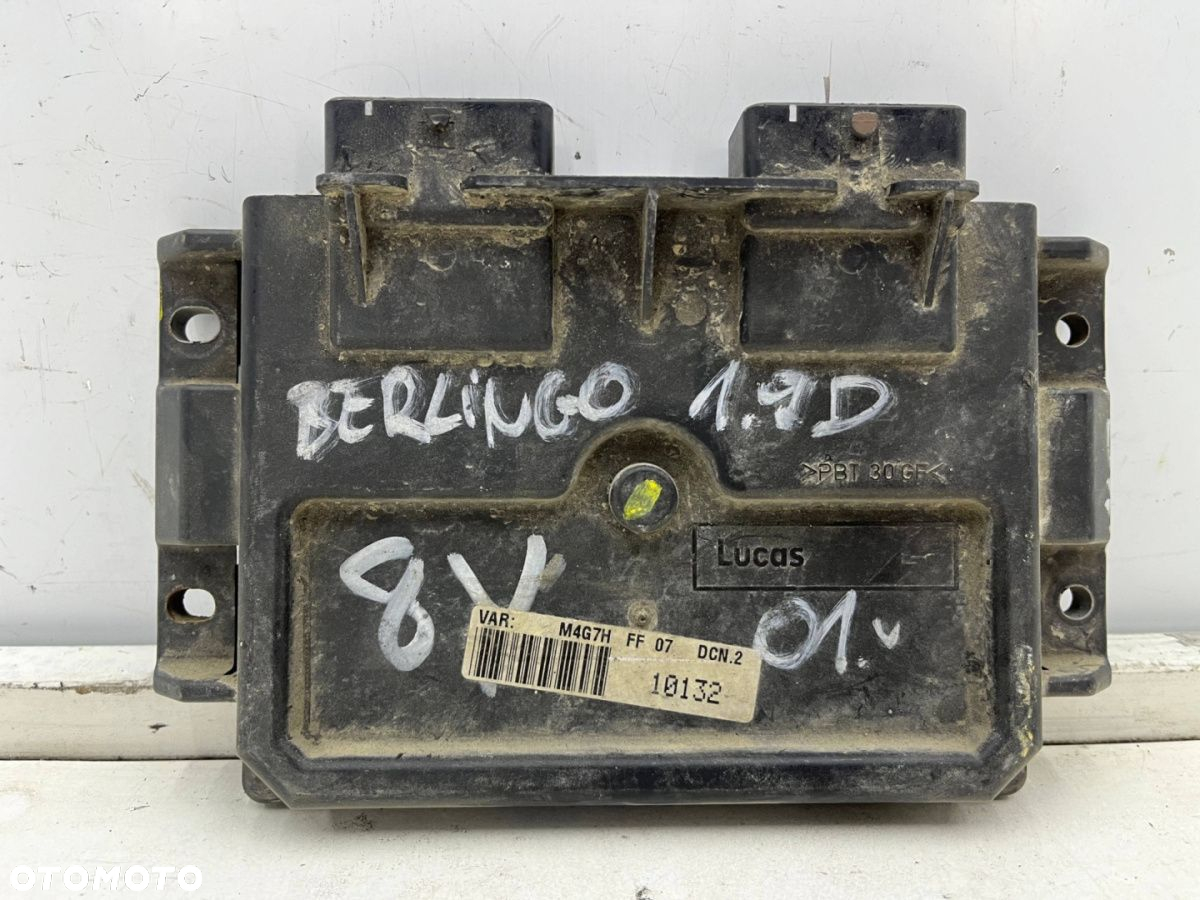 BERLINGO 1.9D
>PBT 30 GF<
Lucas
8V 01.v
VAR: M4G7H FF 07 DCN.2
10132
OTOMOTO